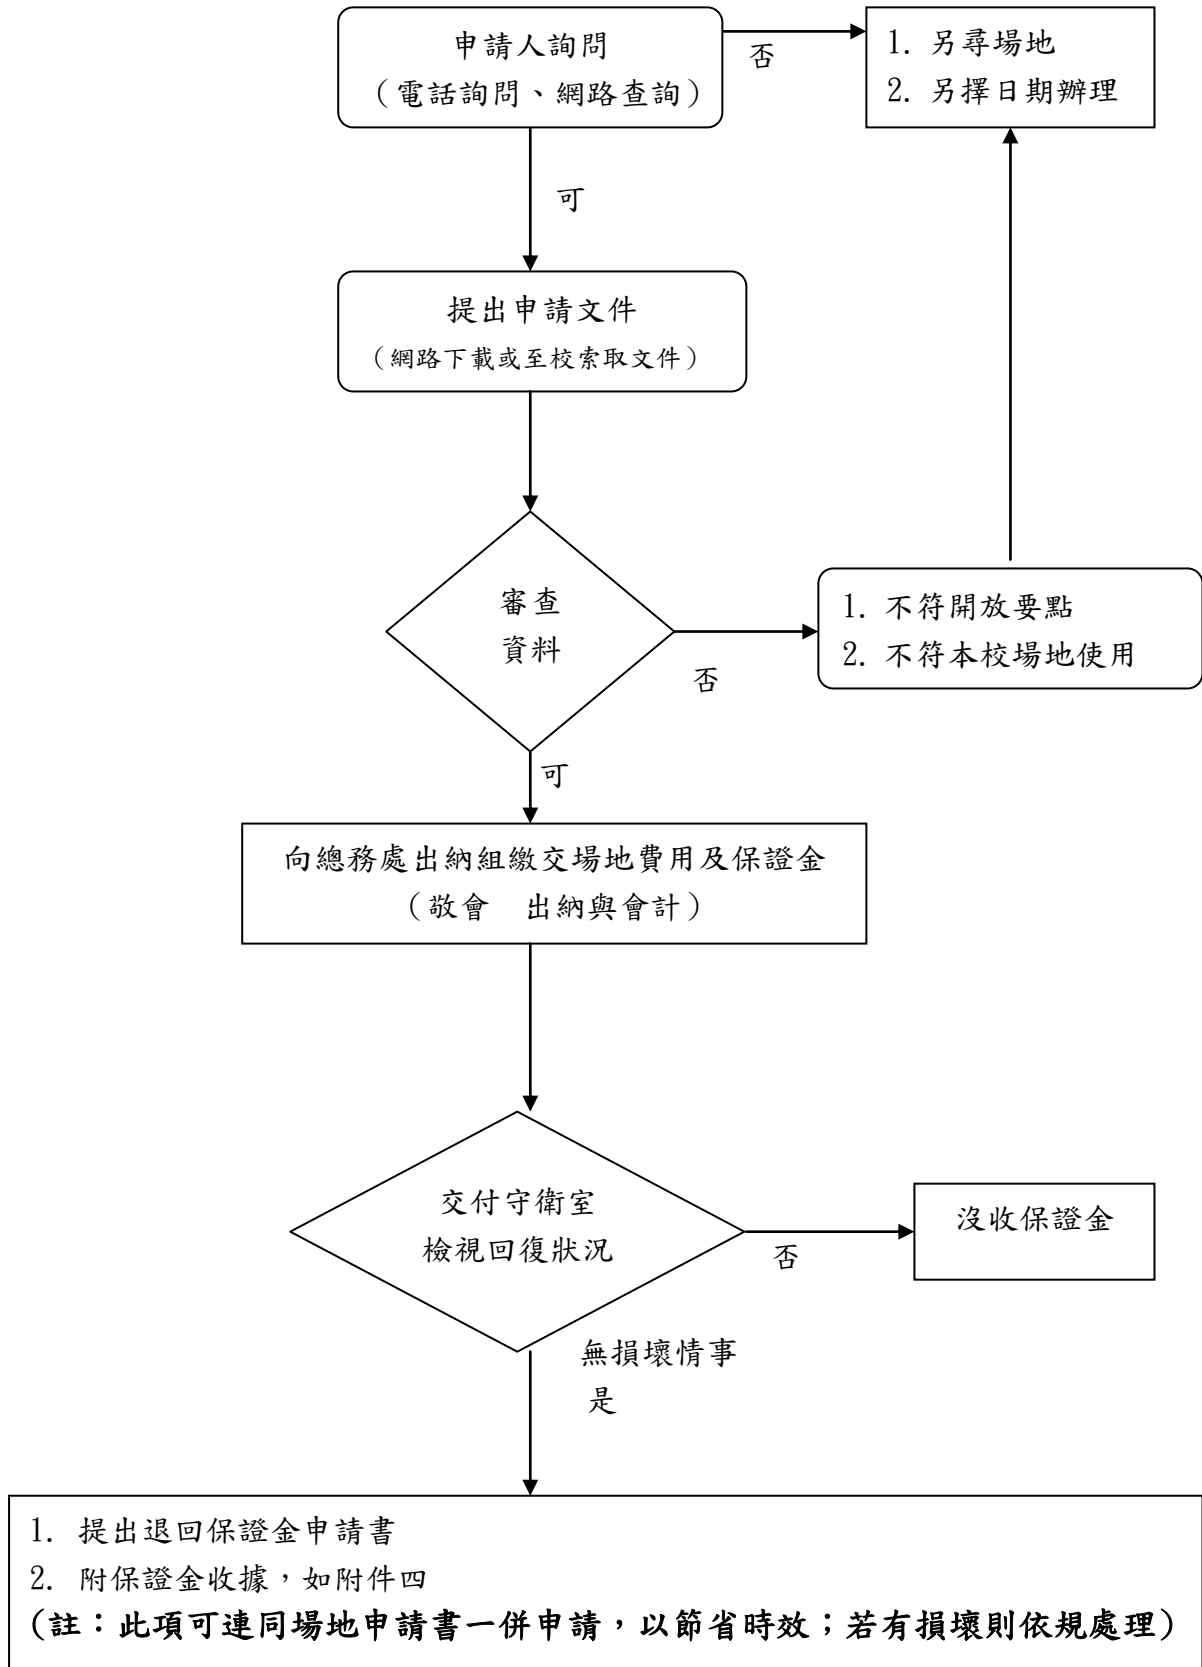 申請人詢問
（電話詢問、網路查詢）
否
1. 另尋場地
2. 另擇日期辦理
可
提出申請文件
（網路下載或至校索取文件）
審查
資料
否
1. 不符開放要點
2. 不符本校場地使用
可
向總務處出納組繳交場地費用及保證金
（敬會　出納與會計）
交付守衛室
檢視回復狀況
否
沒收保證金
無損壞情事
是
1. 提出退回保證金申請書
2. 附保證金收據，如附件四
(註：此項可連同場地申請書一併申請，以節省時效；若有損壞則依規處理)